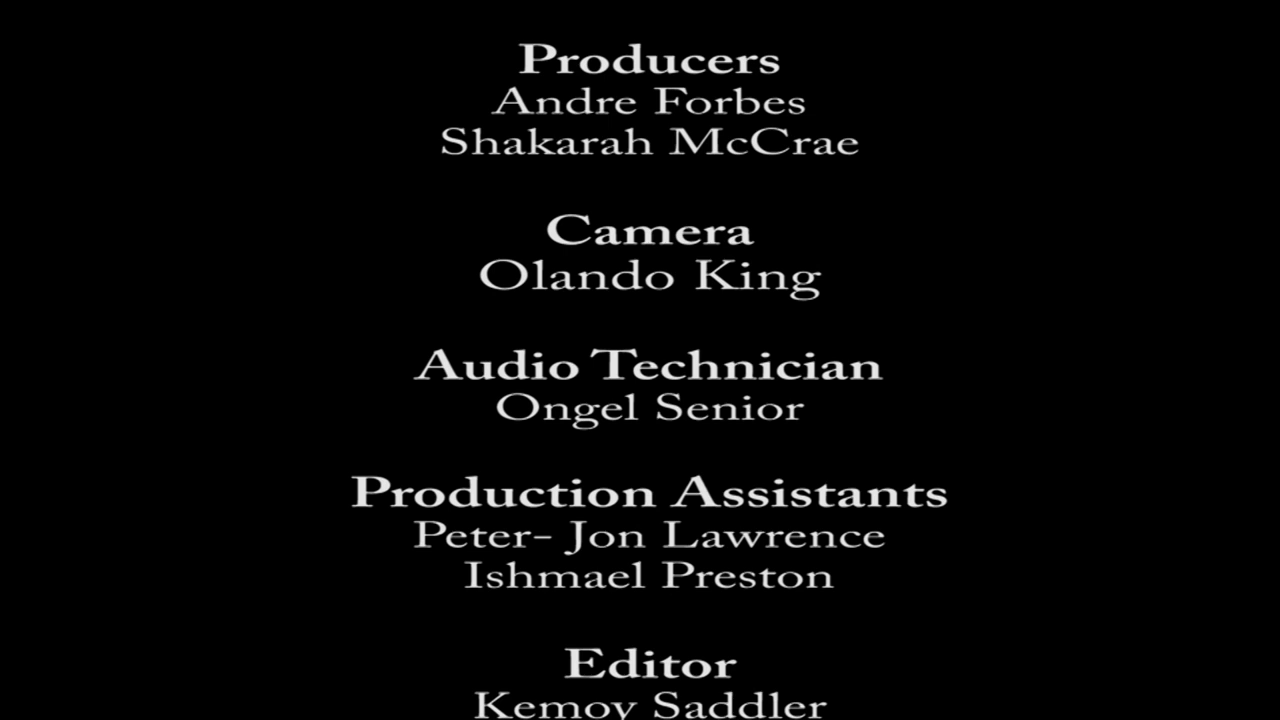 Producers
Andre Forbes
Shakarah McCrae
Camera
Olando King
Audio Technician
Ongel Senior
Production Assistants
Peter- Jon Lawrence
Ishmael Preston
Editor
Kemoy Saddler